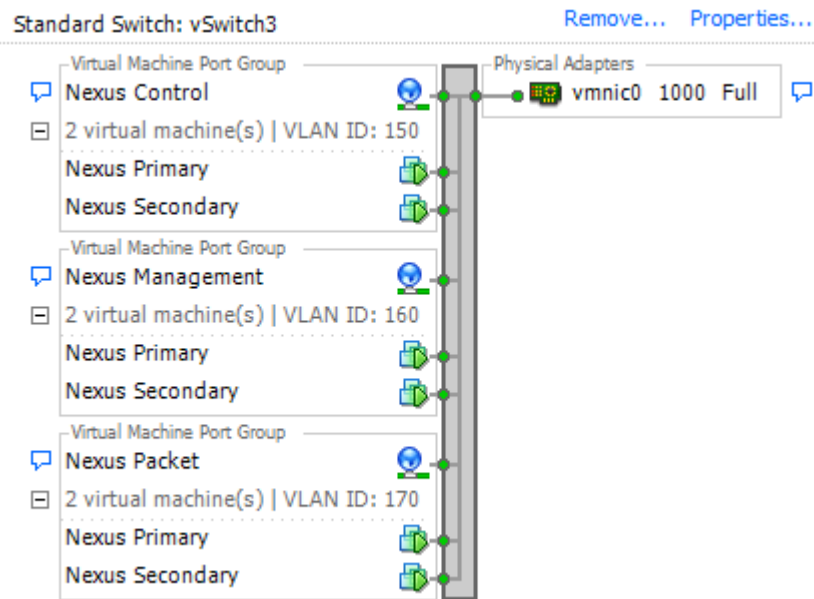 Standard Switch: vSwitch3 Remove... Properties...
Virtual Machine Port Group
Nexus Control
2 virtual machine(s) | VLAN ID: 150
Nexus Primary
Nexus Secondary
Physical Adapters
vmnic0 1000 Full
Virtual Machine Port Group
Nexus Management
2 virtual machine(s) | VLAN ID: 160
Nexus Primary
Nexus Secondary
Virtual Machine Port Group
Nexus Packet
2 virtual machine(s) | VLAN ID: 170
Nexus Primary
Nexus Secondary